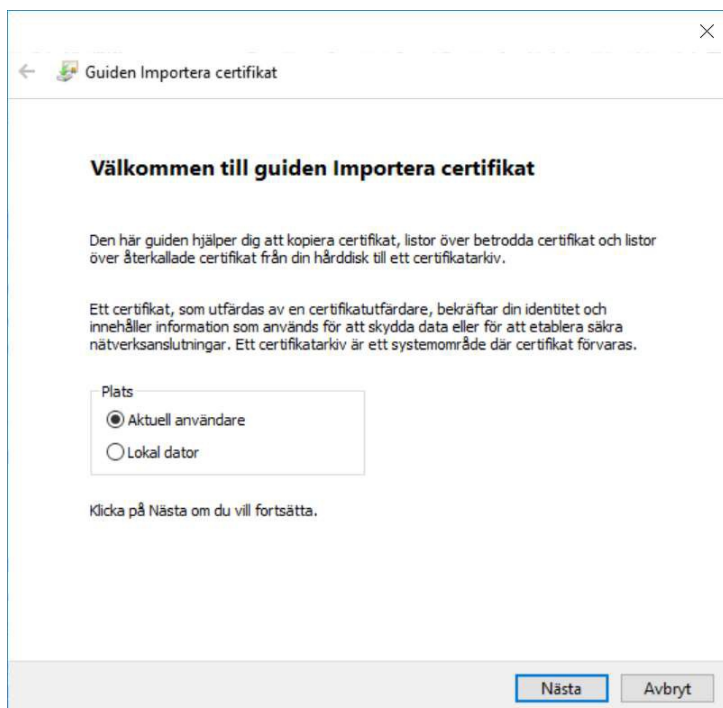 Guiden Importera certifikat
Välkommen till guiden Importera certifikat
Den här guiden hjälper dig att kopiera certifikat, listor över betrodda certifikat och listor
över återkallade certifikat från din hårddisk till ett certifikatarkiv.
Ett certifikat, som utfärdas av en certifikatutfärdare, bekräftar din identitet och
innehåller information som används för att skydda data eller för att etablera säkra
nätverksanslutningar. Ett certifikatarkiv är ett systemområde där certifikat förvaras.
Plats
Aktuell användare
Lokal dator
Klicka på Nästa om du vill fortsätta.
Nästa Avbryt